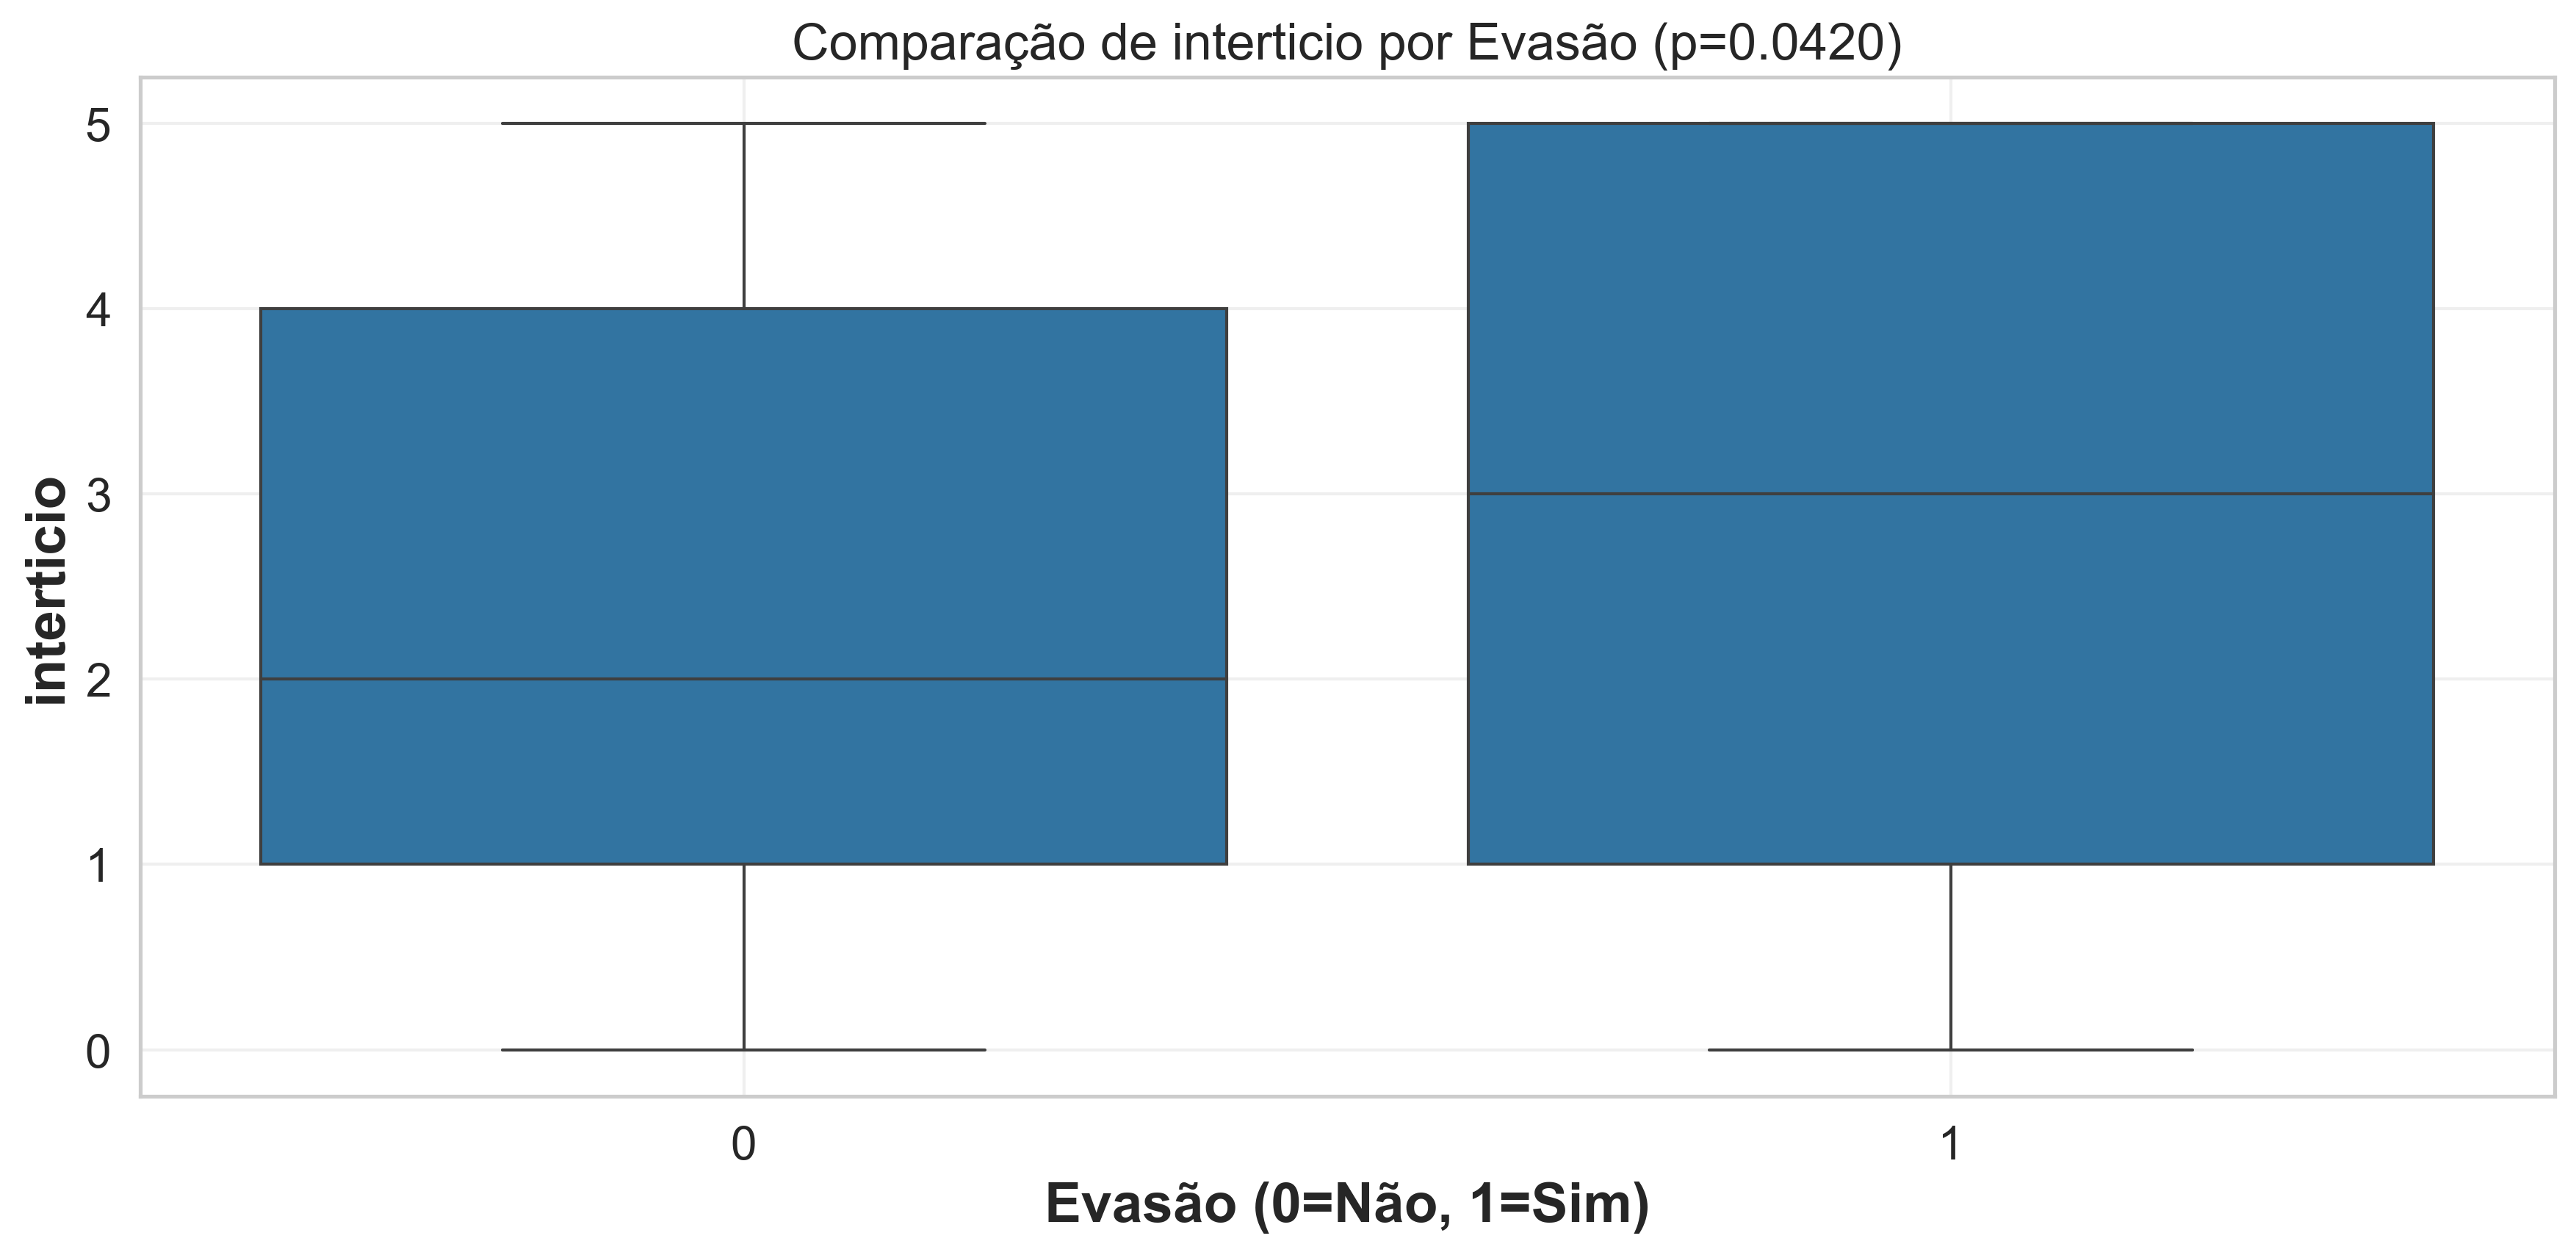 Comparação de interticio por Evasão (p=0.0420)
interticio
5
4
3
2
1
0
0
1
Evasão (0=Não, 1=Sim)